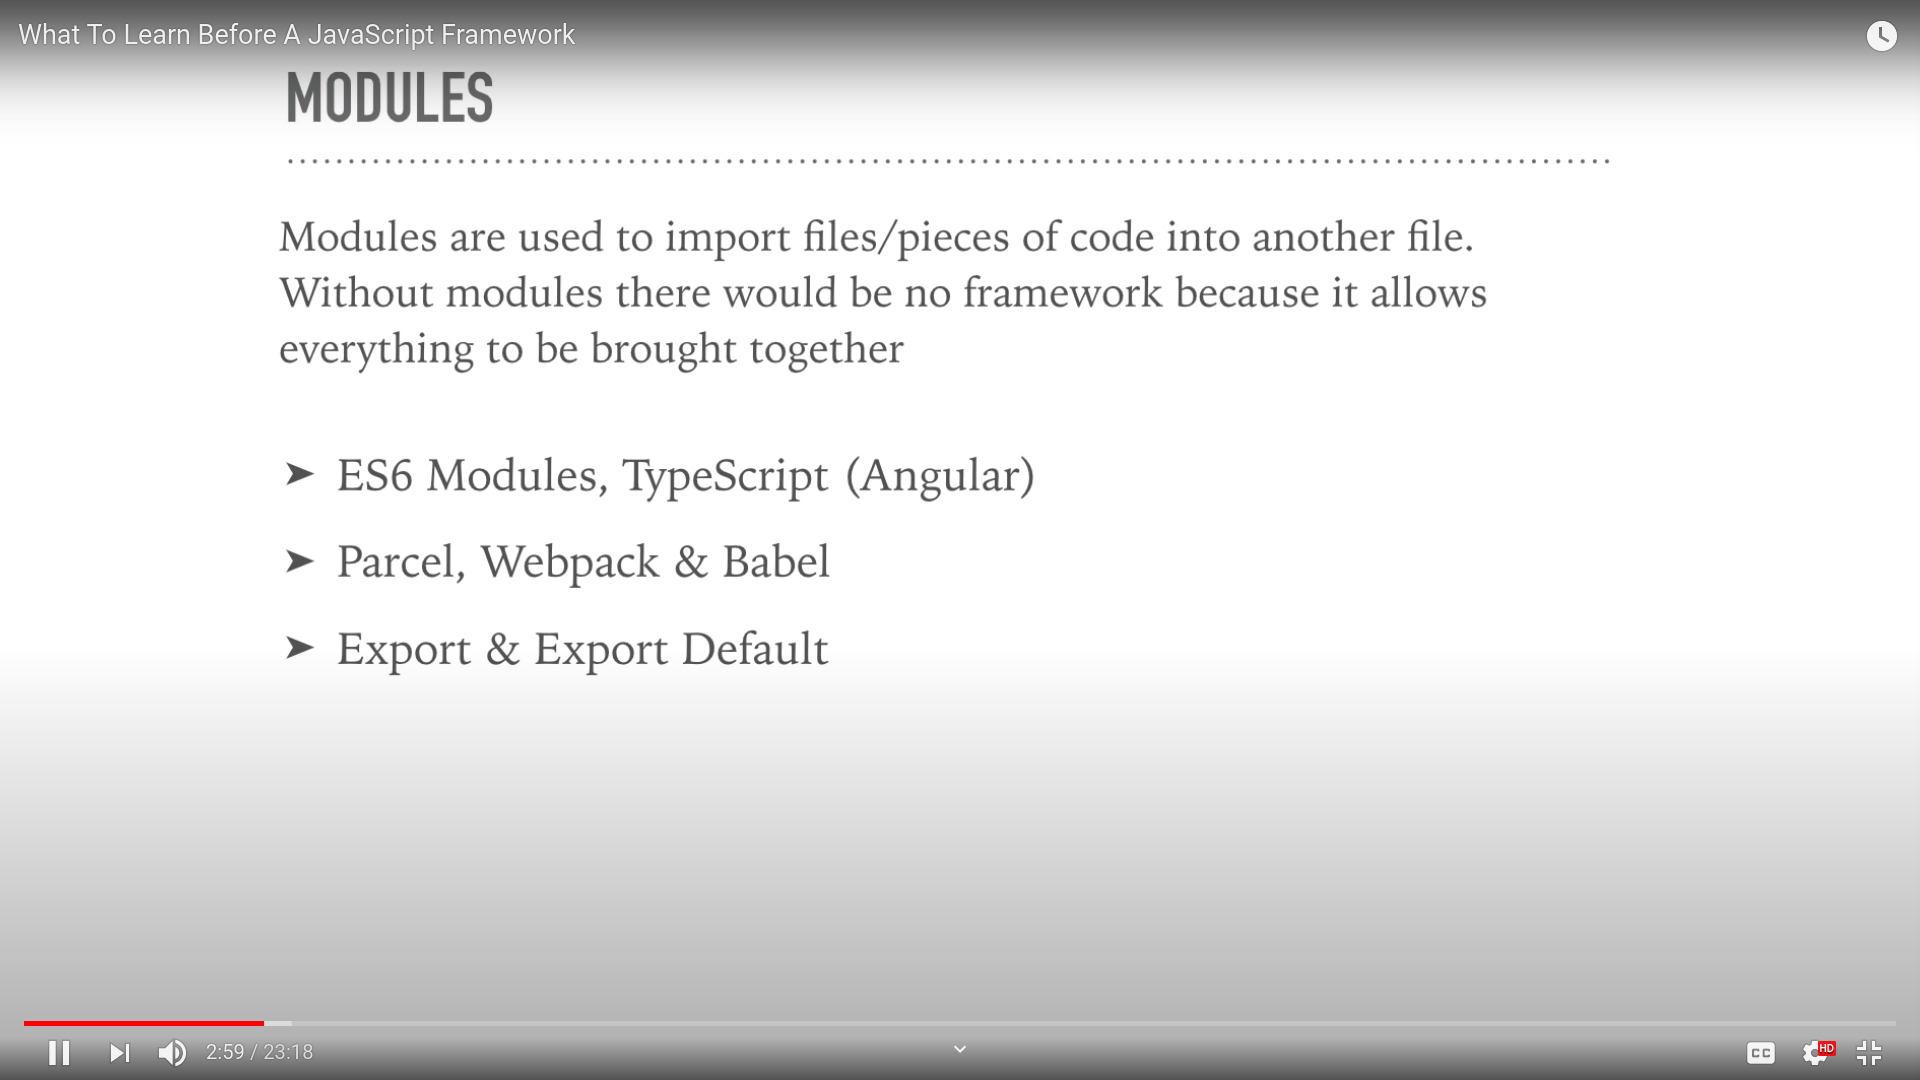 What To Learn Before A JavaScript Framework
MODULES
Modules are used to import files/pieces of code into another file.
Without modules there would be no framework because it allows
everything to be brought together
➤ ES6 Modules, TypeScript (Angular)
➤ Parcel, Webpack & Babel
➤ Export & Export Default
2:59 / 23:18
CC
HD